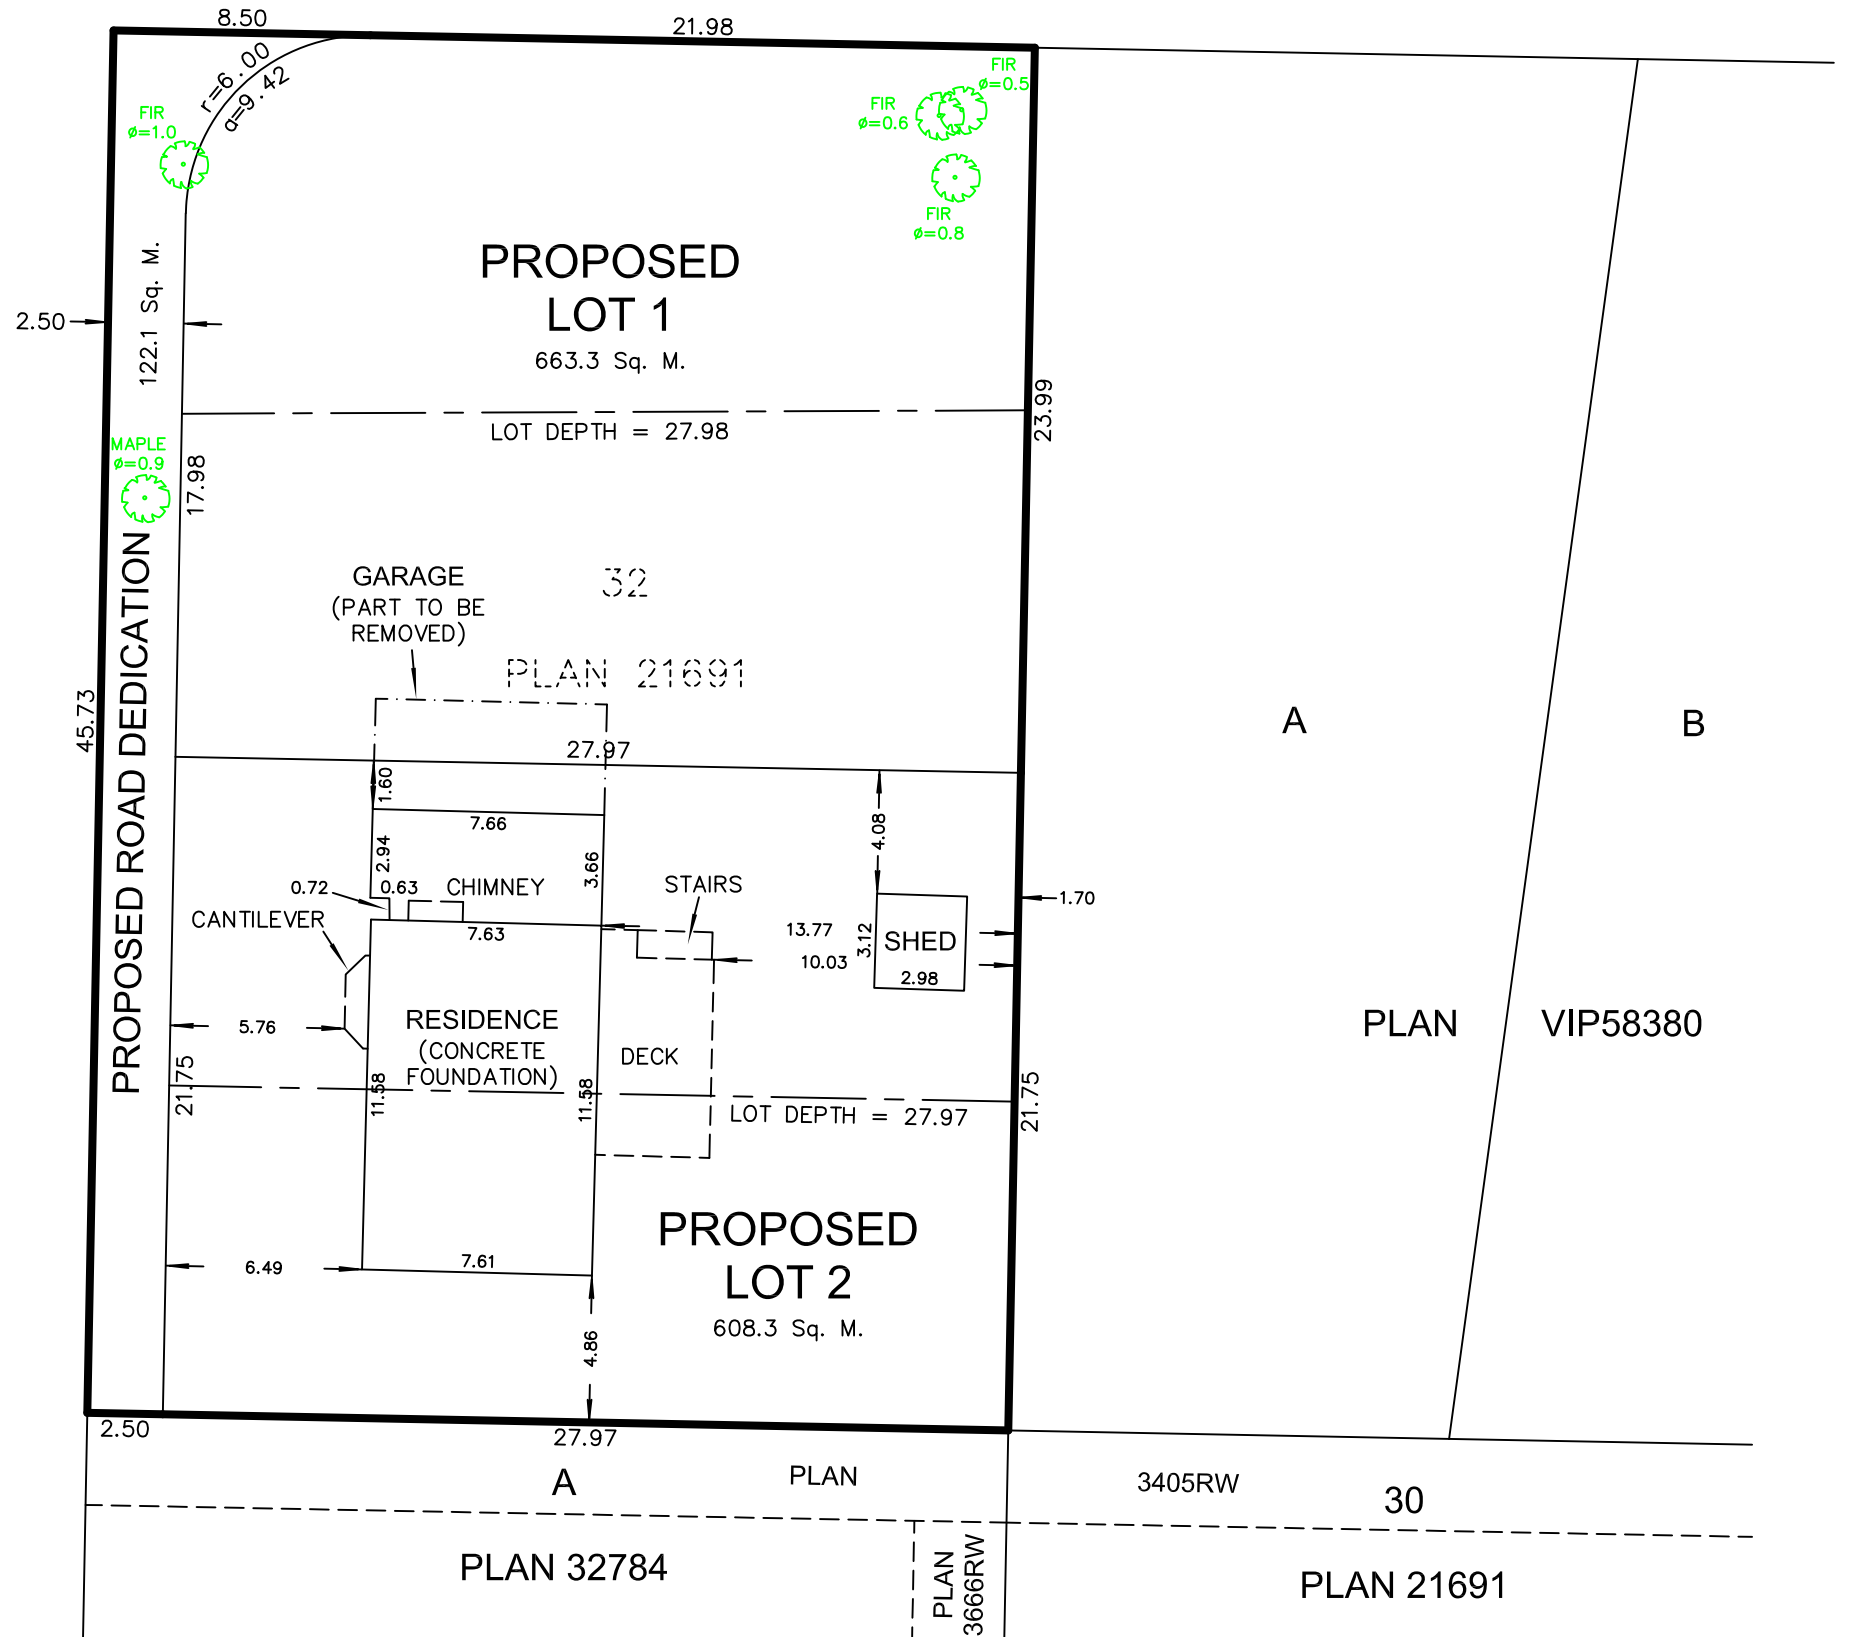 8.50
21.98
r=6.00
a=9.42
FIR
ø=1.0
FIR
ø=0.5
FIR
ø=0.6
FIR
ø=0.8
PROPOSED
LOT 1
663.3 Sq. M.
122.1 Sq. M.
2.50
23.99
LOT DEPTH = 27.98
MAPLE
ø=0.9
17.98
PROPOSED ROAD DEDICATION
45.73
GARAGE
(PART TO BE
REMOVED)
32
PLAN 21691
A
B
27.97
1.60
7.66
2.94
3.66
4.08
0.72
0.63
CHIMNEY
STAIRS
1.70
CANTILEVER
7.63
13.77
10.03
3.12
SHED
2.98
5.76
RESIDENCE
(CONCRETE
FOUNDATION)
DECK
PLAN
VIP58380
21.75
11.58
11.58
LOT DEPTH = 27.97
21.75
PROPOSED
LOT 2
608.3 Sq. M.
6.49
7.61
4.86
2.50
27.97
A
PLAN
3405RW
30
PLAN 32784
PLAN
3666RW
PLAN 21691